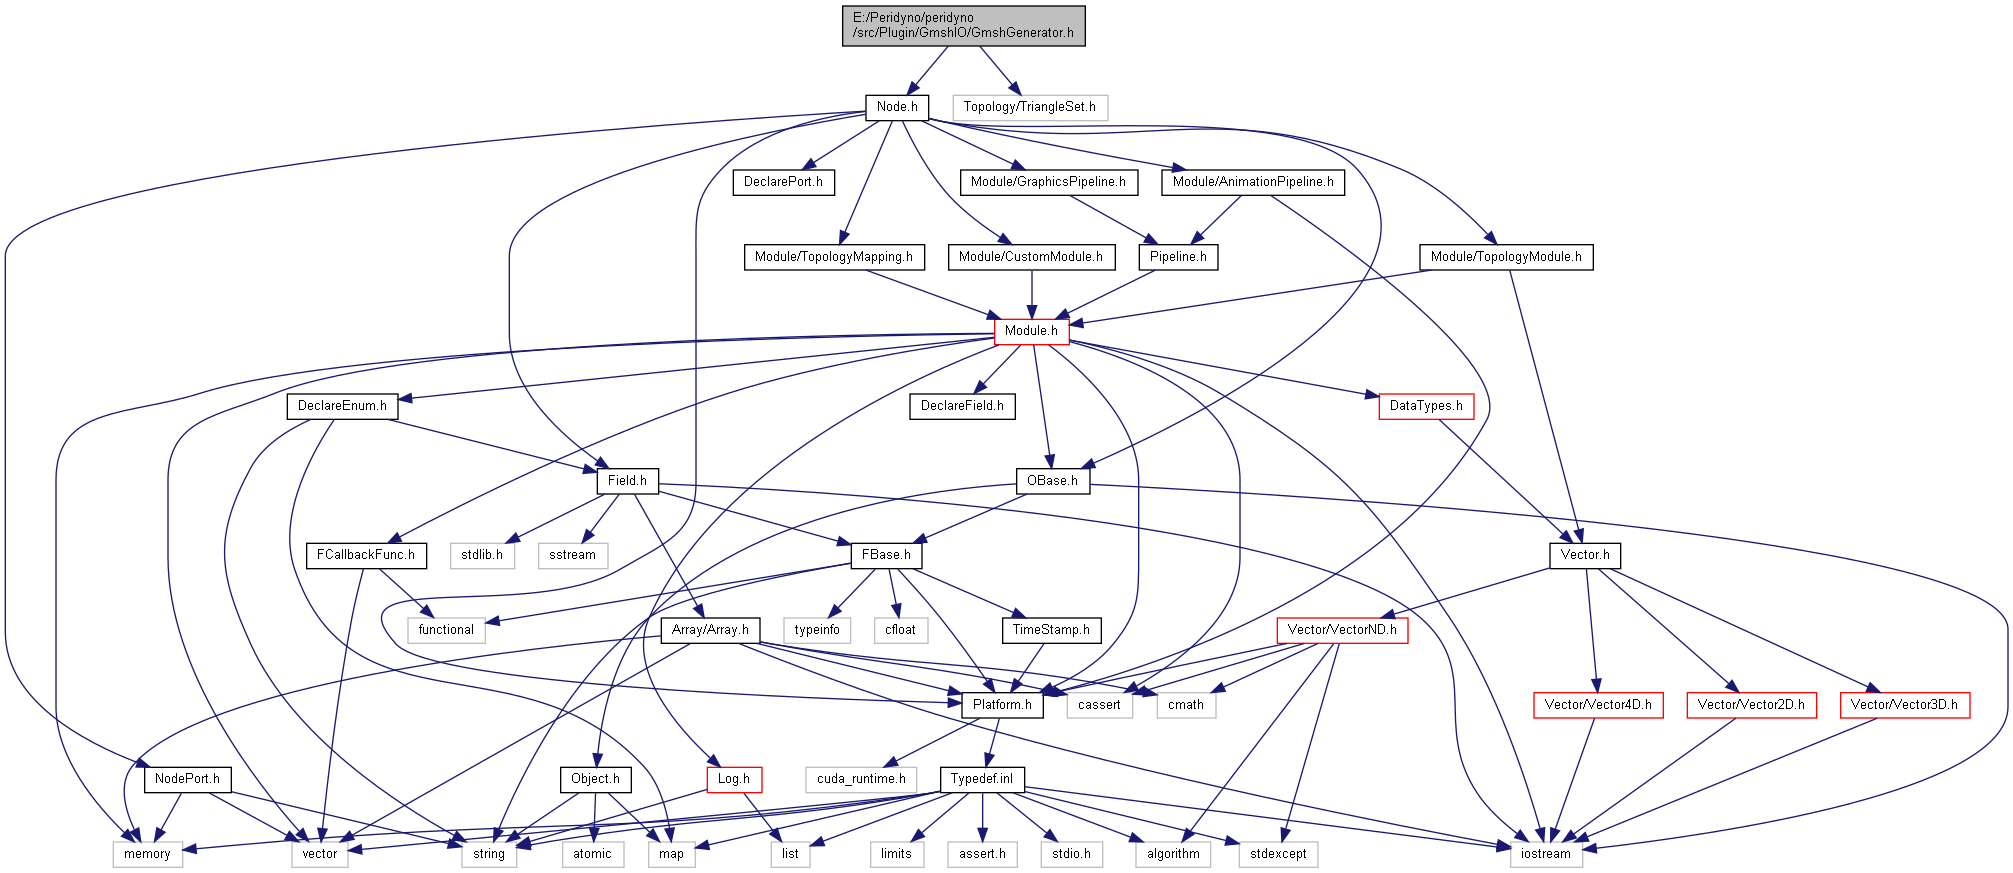 E:/Peridyno/peridyno
/src/Plugin/GmshIO/GmshGenerator.h
Node.h
Topology/TriangleSet.h
DeclarePort.h
Module/GraphicsPipeline.h
Module/AnimationPipeline.h
Module/TopologyMapping.h
Module/CustomModule.h
Pipeline.h
Module/TopologyModule.h
Module.h
DeclareEnum.h
DeclareField.h
DataTypes.h
Field.h
OBase.h
FCallbackFunc.h
stdlib.h
sstream
FBase.h
Vector.h
functional
Array/Array.h
typeinfo
cfloat
TimeStamp.h
Vector/VectorND.h
Platform.h
cassert
cmath
Vector/Vector4D.h
Vector/Vector2D.h
Vector/Vector3D.h
NodePort.h
Object.h
Log.h
cuda_runtime.h
Typedef.inl
memory
vector
string
atomic
map
list
limits
assert.h
stdio.h
algorithm
stdexcept
iostream